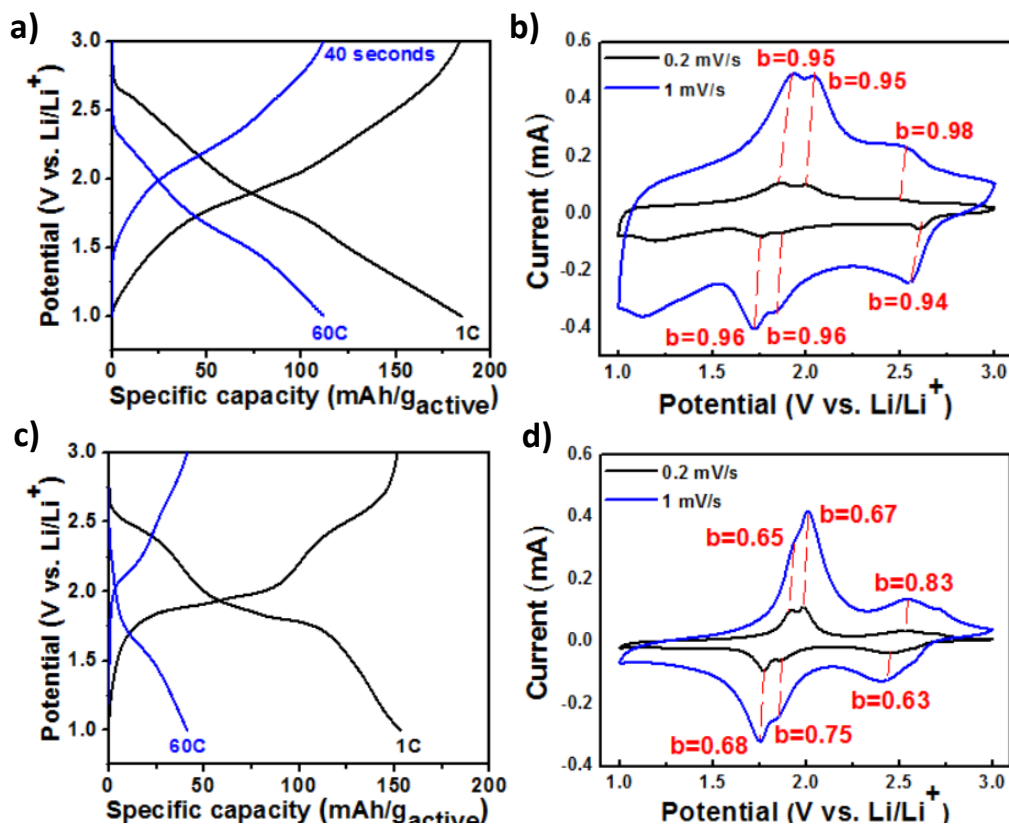 a)
3.0
2.5
2.0
1.5
1.0
0 50 100 150 200
Potential (V vs. Li/Li+)
Specific capacity (mAh/gactive)
40 seconds
60C
1C
b)
0.6
0.4
0.2
0.0
-0.2
-0.4
1.0 1.5 2.0 2.5 3.0
Current (mA)
Potential (V vs. Li/Li+)
0.2 mV/s
1 mV/s
b=0.95
b=0.95
b=0.98
b=0.94
b=0.96
b=0.96
c)
3.0
2.5
2.0
1.5
1.0
0 50 100 150 200
Potential (V vs. Li/Li+)
Specific capacity (mAh/gactive)
60C
1C
d)
0.6
0.4
0.2
0.0
-0.2
-0.4
1.0 1.5 2.0 2.5 3.0
Current (mA)
Potential (V vs. Li/Li+)
0.2 mV/s
1 mV/s
b=0.65
b=0.67
b=0.83
b=0.63
b=0.68
b=0.75